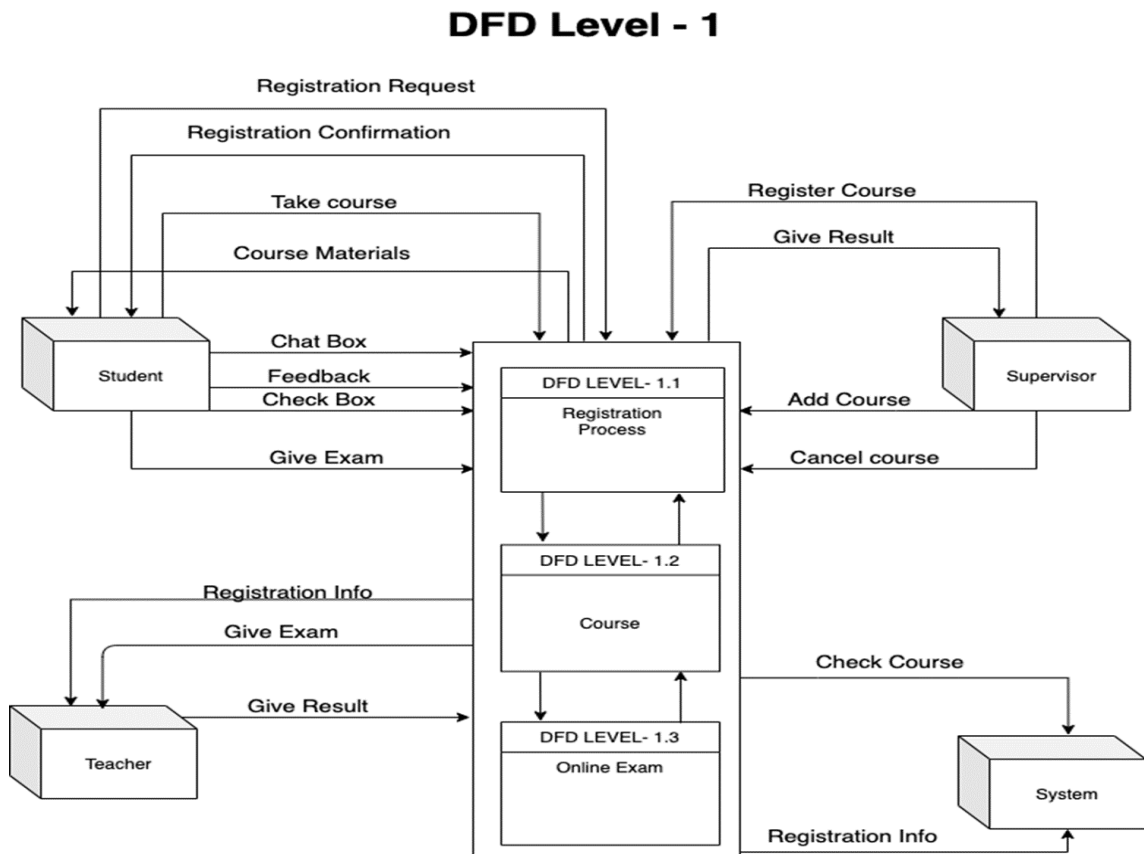 DFD Level - 1
Registration Request
Registration Confirmation
Take course
Course Materials
Register Course
Give Result
Student
Chat Box
Feedback
Check Box
Give Exam
DFD LEVEL- 1.1
Registration
Process
Supervisor
Add Course
Cancel course
DFD LEVEL- 1.2
Course
Registration Info
Give Exam
Give Result
Teacher
DFD LEVEL- 1.3
Online Exam
Check Course
System
Registration Info